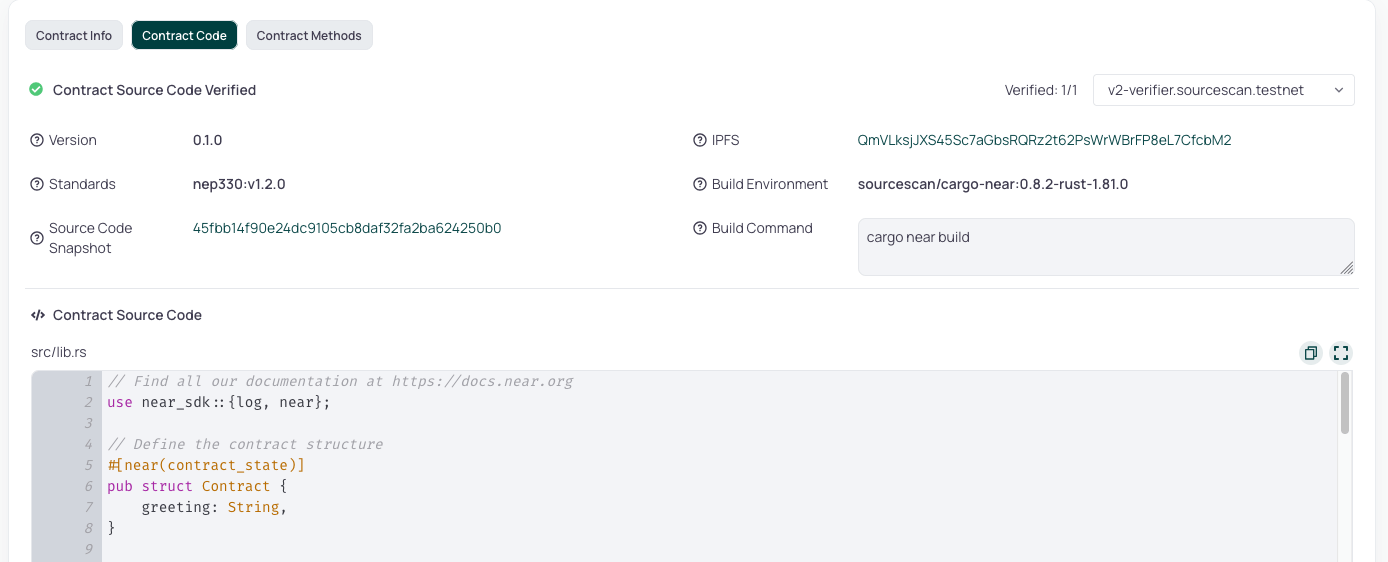 Contract Info Contract Code Contract Methods
Contract Source Code Verified Verified: 1/1 v2-verifier.sourcescan.testnet
Version 0.1.0 IPFS QmVLksjJXS45Sc7aGbsRQRz2t62PsWrWBrFP8eL7CfcbM2
Standards nep330:v1.2.0 Build Environment sourcescan/cargo-near:0.8.2-rust-1.81.0
Source Code Snapshot 45fbb14f90e24dc9105cb8daf32fa2ba624250b0 Build Command cargo near build
Contract Source Code
src/lib.rs
1 // Find all our documentation at https://docs.near.org
2 use near_sdk::{log, near};
3
4 // Define the contract structure
5 #[near(contract_state)]
6 pub struct Contract {
7     greeting: String,
8 }
9